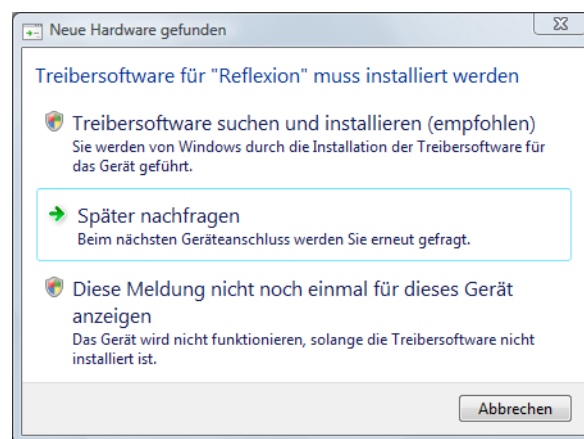 Neue Hardware gefunden
Treibersoftware für "Reflexion" muss installiert werden
Treibersoftware suchen und installieren (empfohlen)
Sie werden von Windows durch die Installation der Treibersoftware für
das Gerät geführt.
Später nachfragen
Beim nächsten Geräteanschluss werden Sie erneut gefragt.
Diese Meldung nicht noch einmal für dieses Gerät
anzeigen
Das Gerät wird nicht funktionieren, solange die Treibersoftware nicht
installiert ist.
Abbrechen